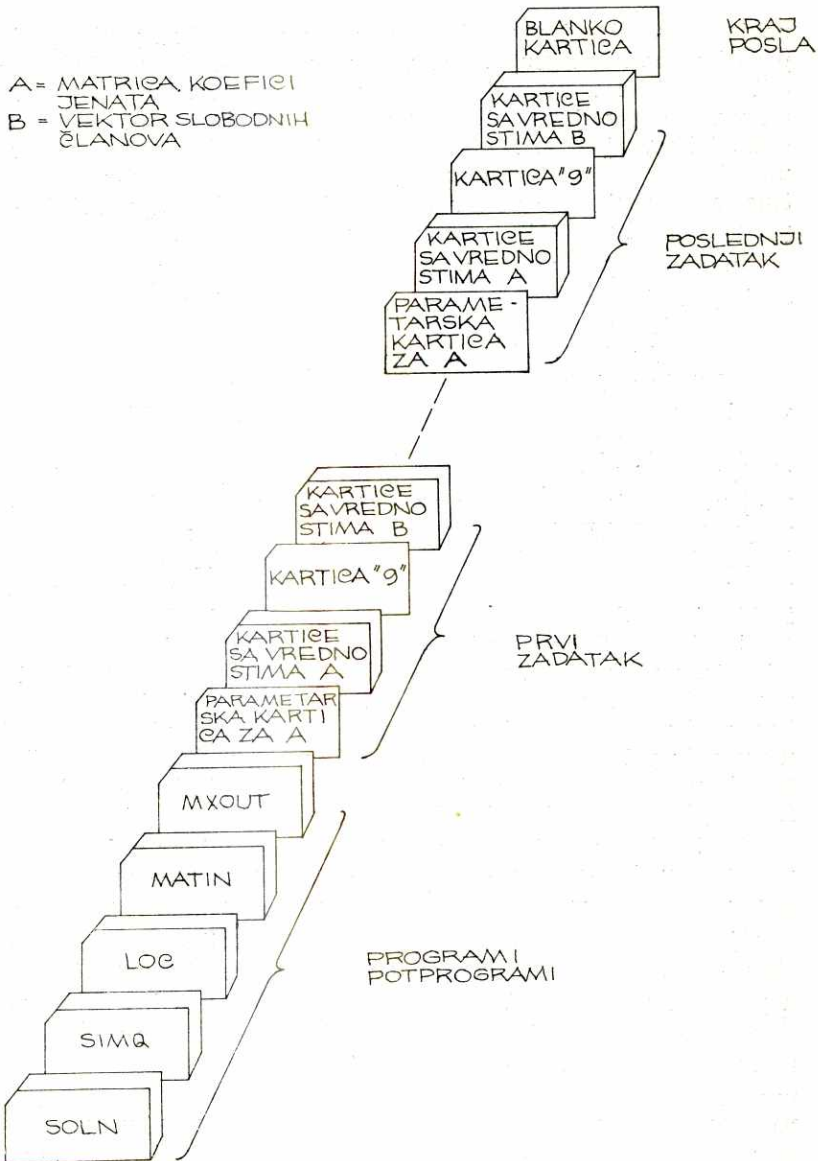 BLANKO
KARTICA
KRAJ
POSLA
A = MATRICA KOEFICI
JENATA
B = VEKTOR SLOBODNIH
ČLANOVA
KARTICE
SA VREDNO
STIMA B
KARTICA "9"
KARTICE
SA VREDNO
STIMA A
POSLEDNJI
ZADATAK
PARAME-
TARSKA
KARTICA
ZA A
KARTICE
SA VREDNO
STIMA B
KARTICA "9"
KARTICE
SA VREDNO
STIMA A
PRVI
ZADATAK
PARAMETAR
SKA KARTI
CA ZA A
MXOUT
MATIN
LOC
PROGRAM I
POTPROGRAMI
SIMQ
SOLN